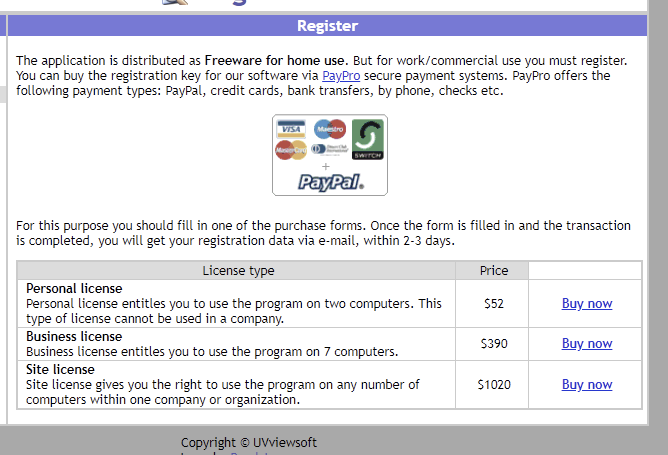 Register
The application is distributed as Freeware for home use. But for work/commercial use you must register.
You can buy the registration key for our software via PayPro secure payment systems. PayPro offers the
following payment types: PayPal, credit cards, bank transfers, by phone, checks etc.
VISA
Maestro
MasterCard
SWITCH
+
PayPal.
For this purpose you should fill in one of the purchase forms. Once the form is filled in and the transaction
is completed, you will get your registration data via e-mail, within 2-3 days.
License type Price
Personal license
Personal license entitles you to use the program on two computers. This
type of license cannot be used in a company.
$52 Buy now
Business license
Business license entitles you to use the program on 7 computers.
$390 Buy now
Site license
Site license gives you the right to use the program on any number of
computers within one company or organization.
$1020 Buy now
Copyright © UVviewsoft